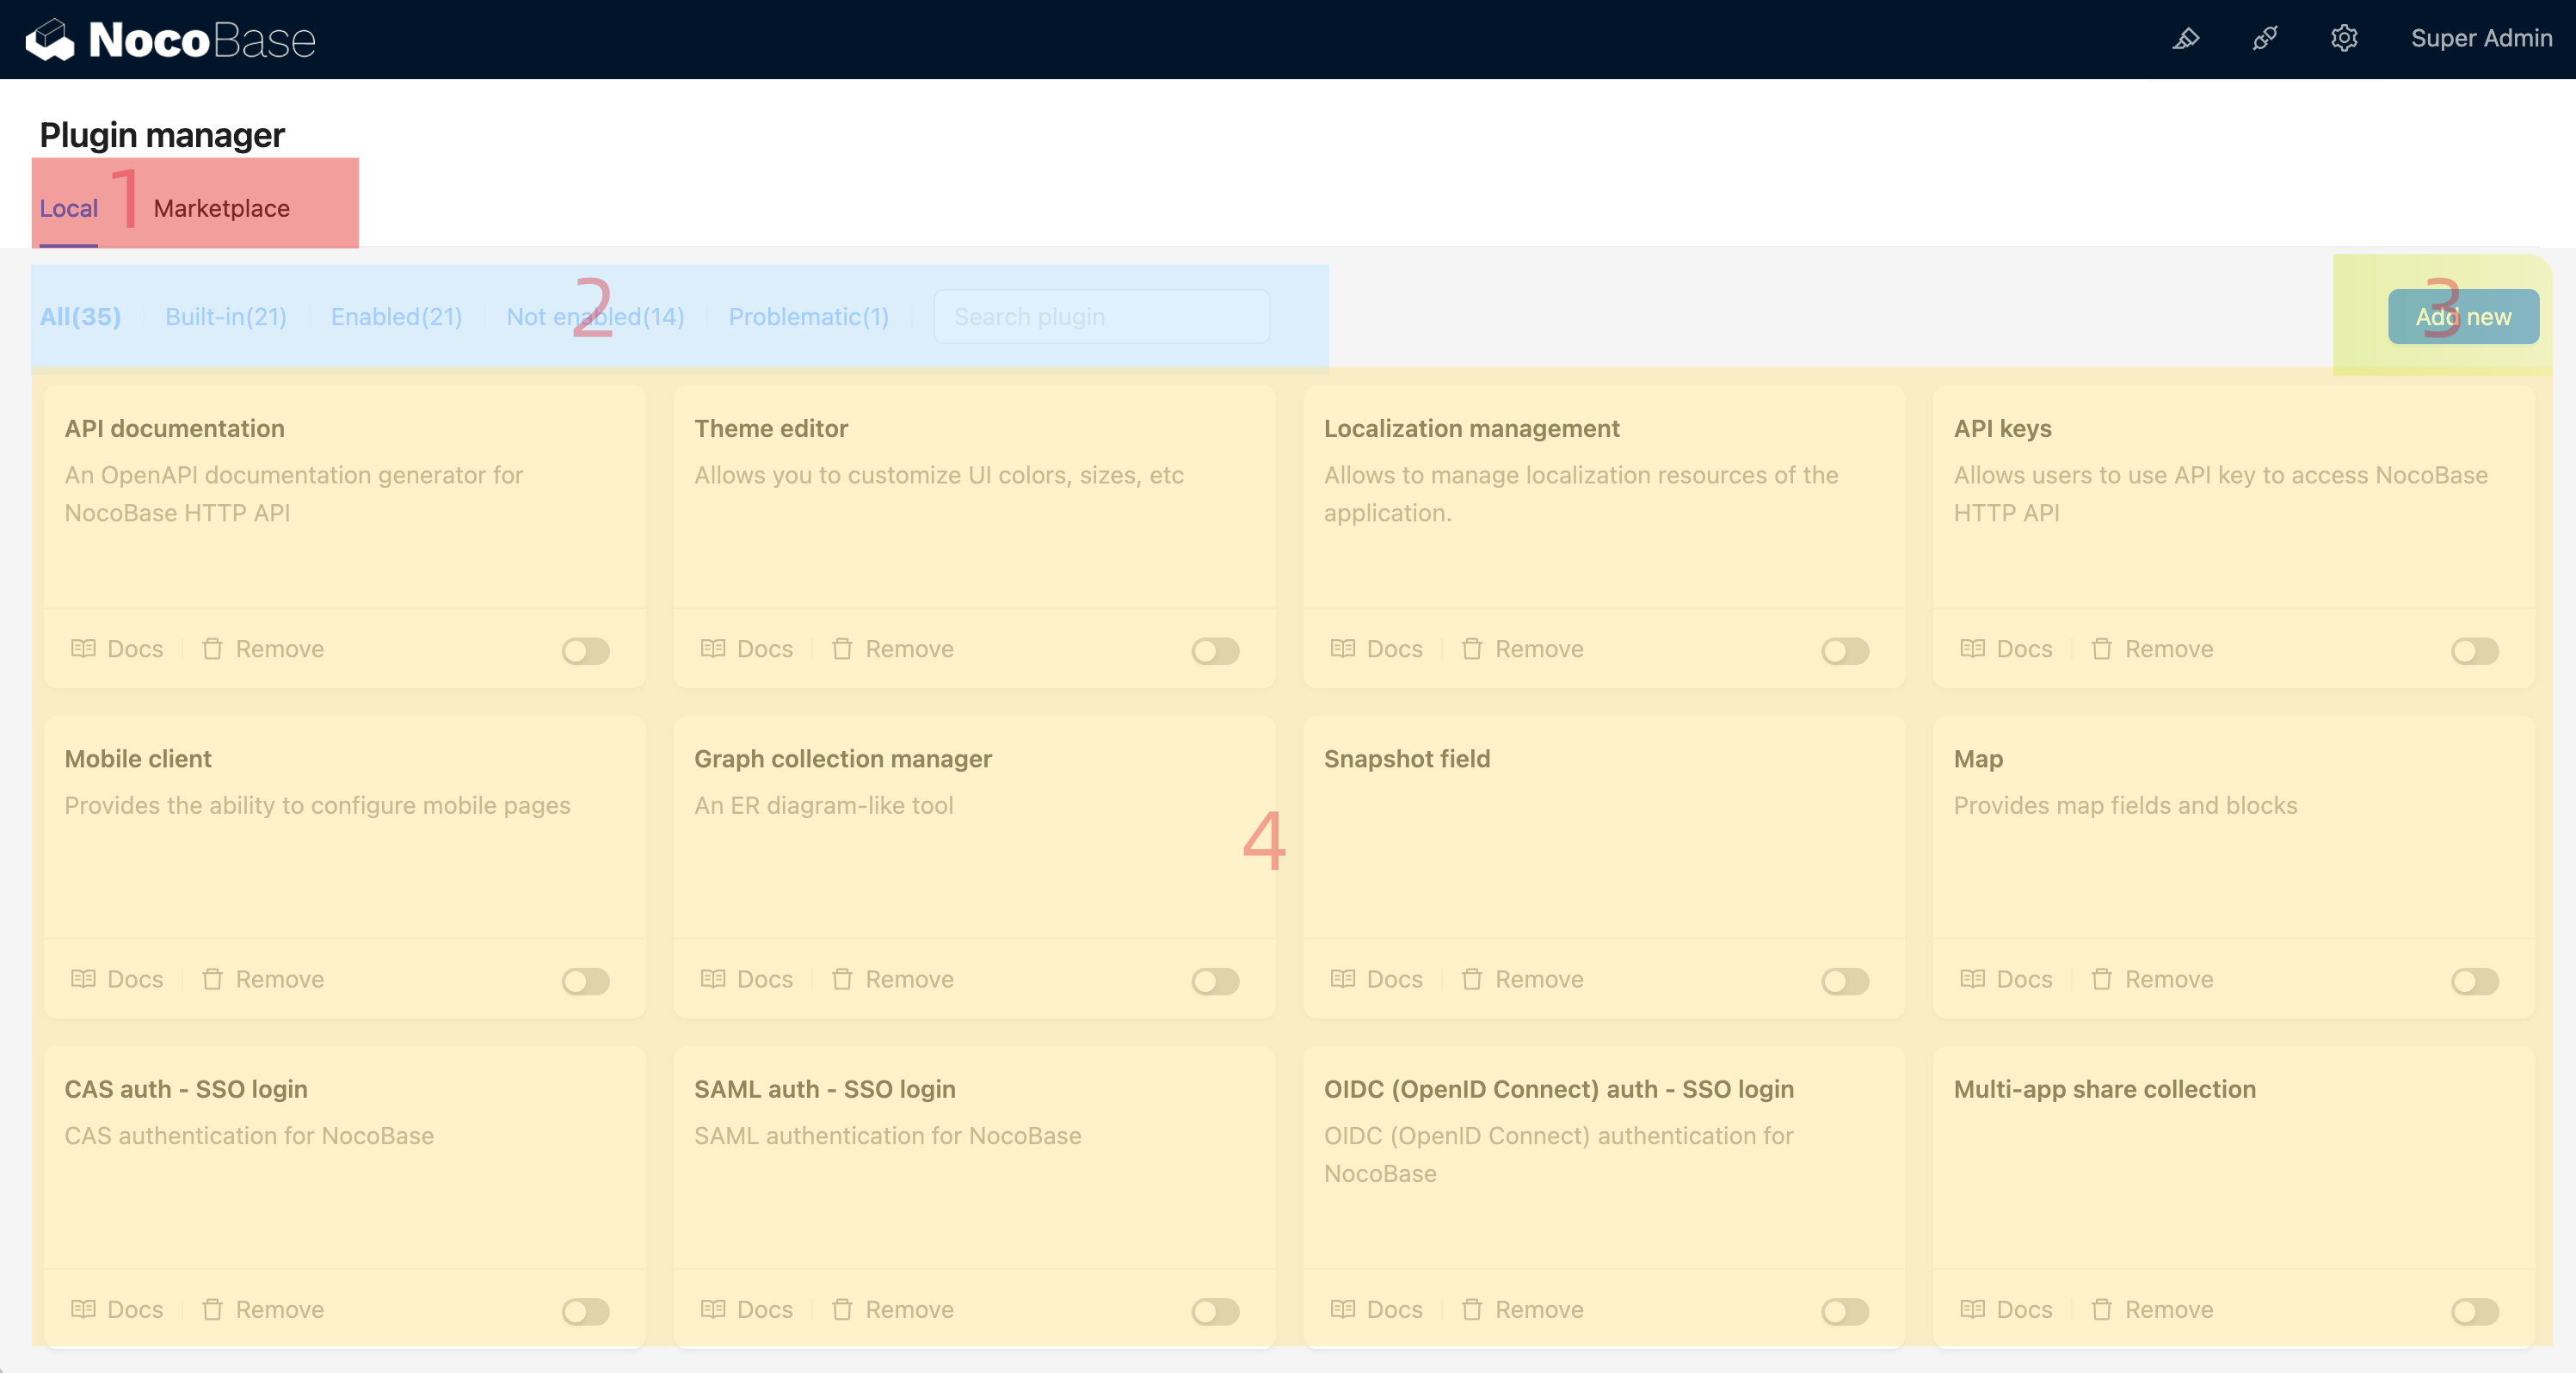 NocoBase
Super Admin
Plugin manager
1
Local
Marketplace
2
3
All(35)
Built-in(21)
Enabled(21)
Not enabled(14)
Problematic(1)
Search plugin
Add new
API documentation
An OpenAPI documentation generator for
NocoBase HTTP API
Docs
Remove
Theme editor
Allows you to customize UI colors, sizes, etc
Docs
Remove
Localization management
Allows to manage localization resources of the
application.
Docs
Remove
API keys
Allows users to use API key to access NocoBase
HTTP API
Docs
Remove
Mobile client
Provides the ability to configure mobile pages
Docs
Remove
Graph collection manager
An ER diagram-like tool
Docs
Remove
4
Snapshot field
Docs
Remove
Map
Provides map fields and blocks
Docs
Remove
CAS auth - SSO login
CAS authentication for NocoBase
Docs
Remove
SAML auth - SSO login
SAML authentication for NocoBase
Docs
Remove
OIDC (OpenID Connect) auth - SSO login
OIDC (OpenID Connect) authentication for
NocoBase
Docs
Remove
Multi-app share collection
Docs
Remove